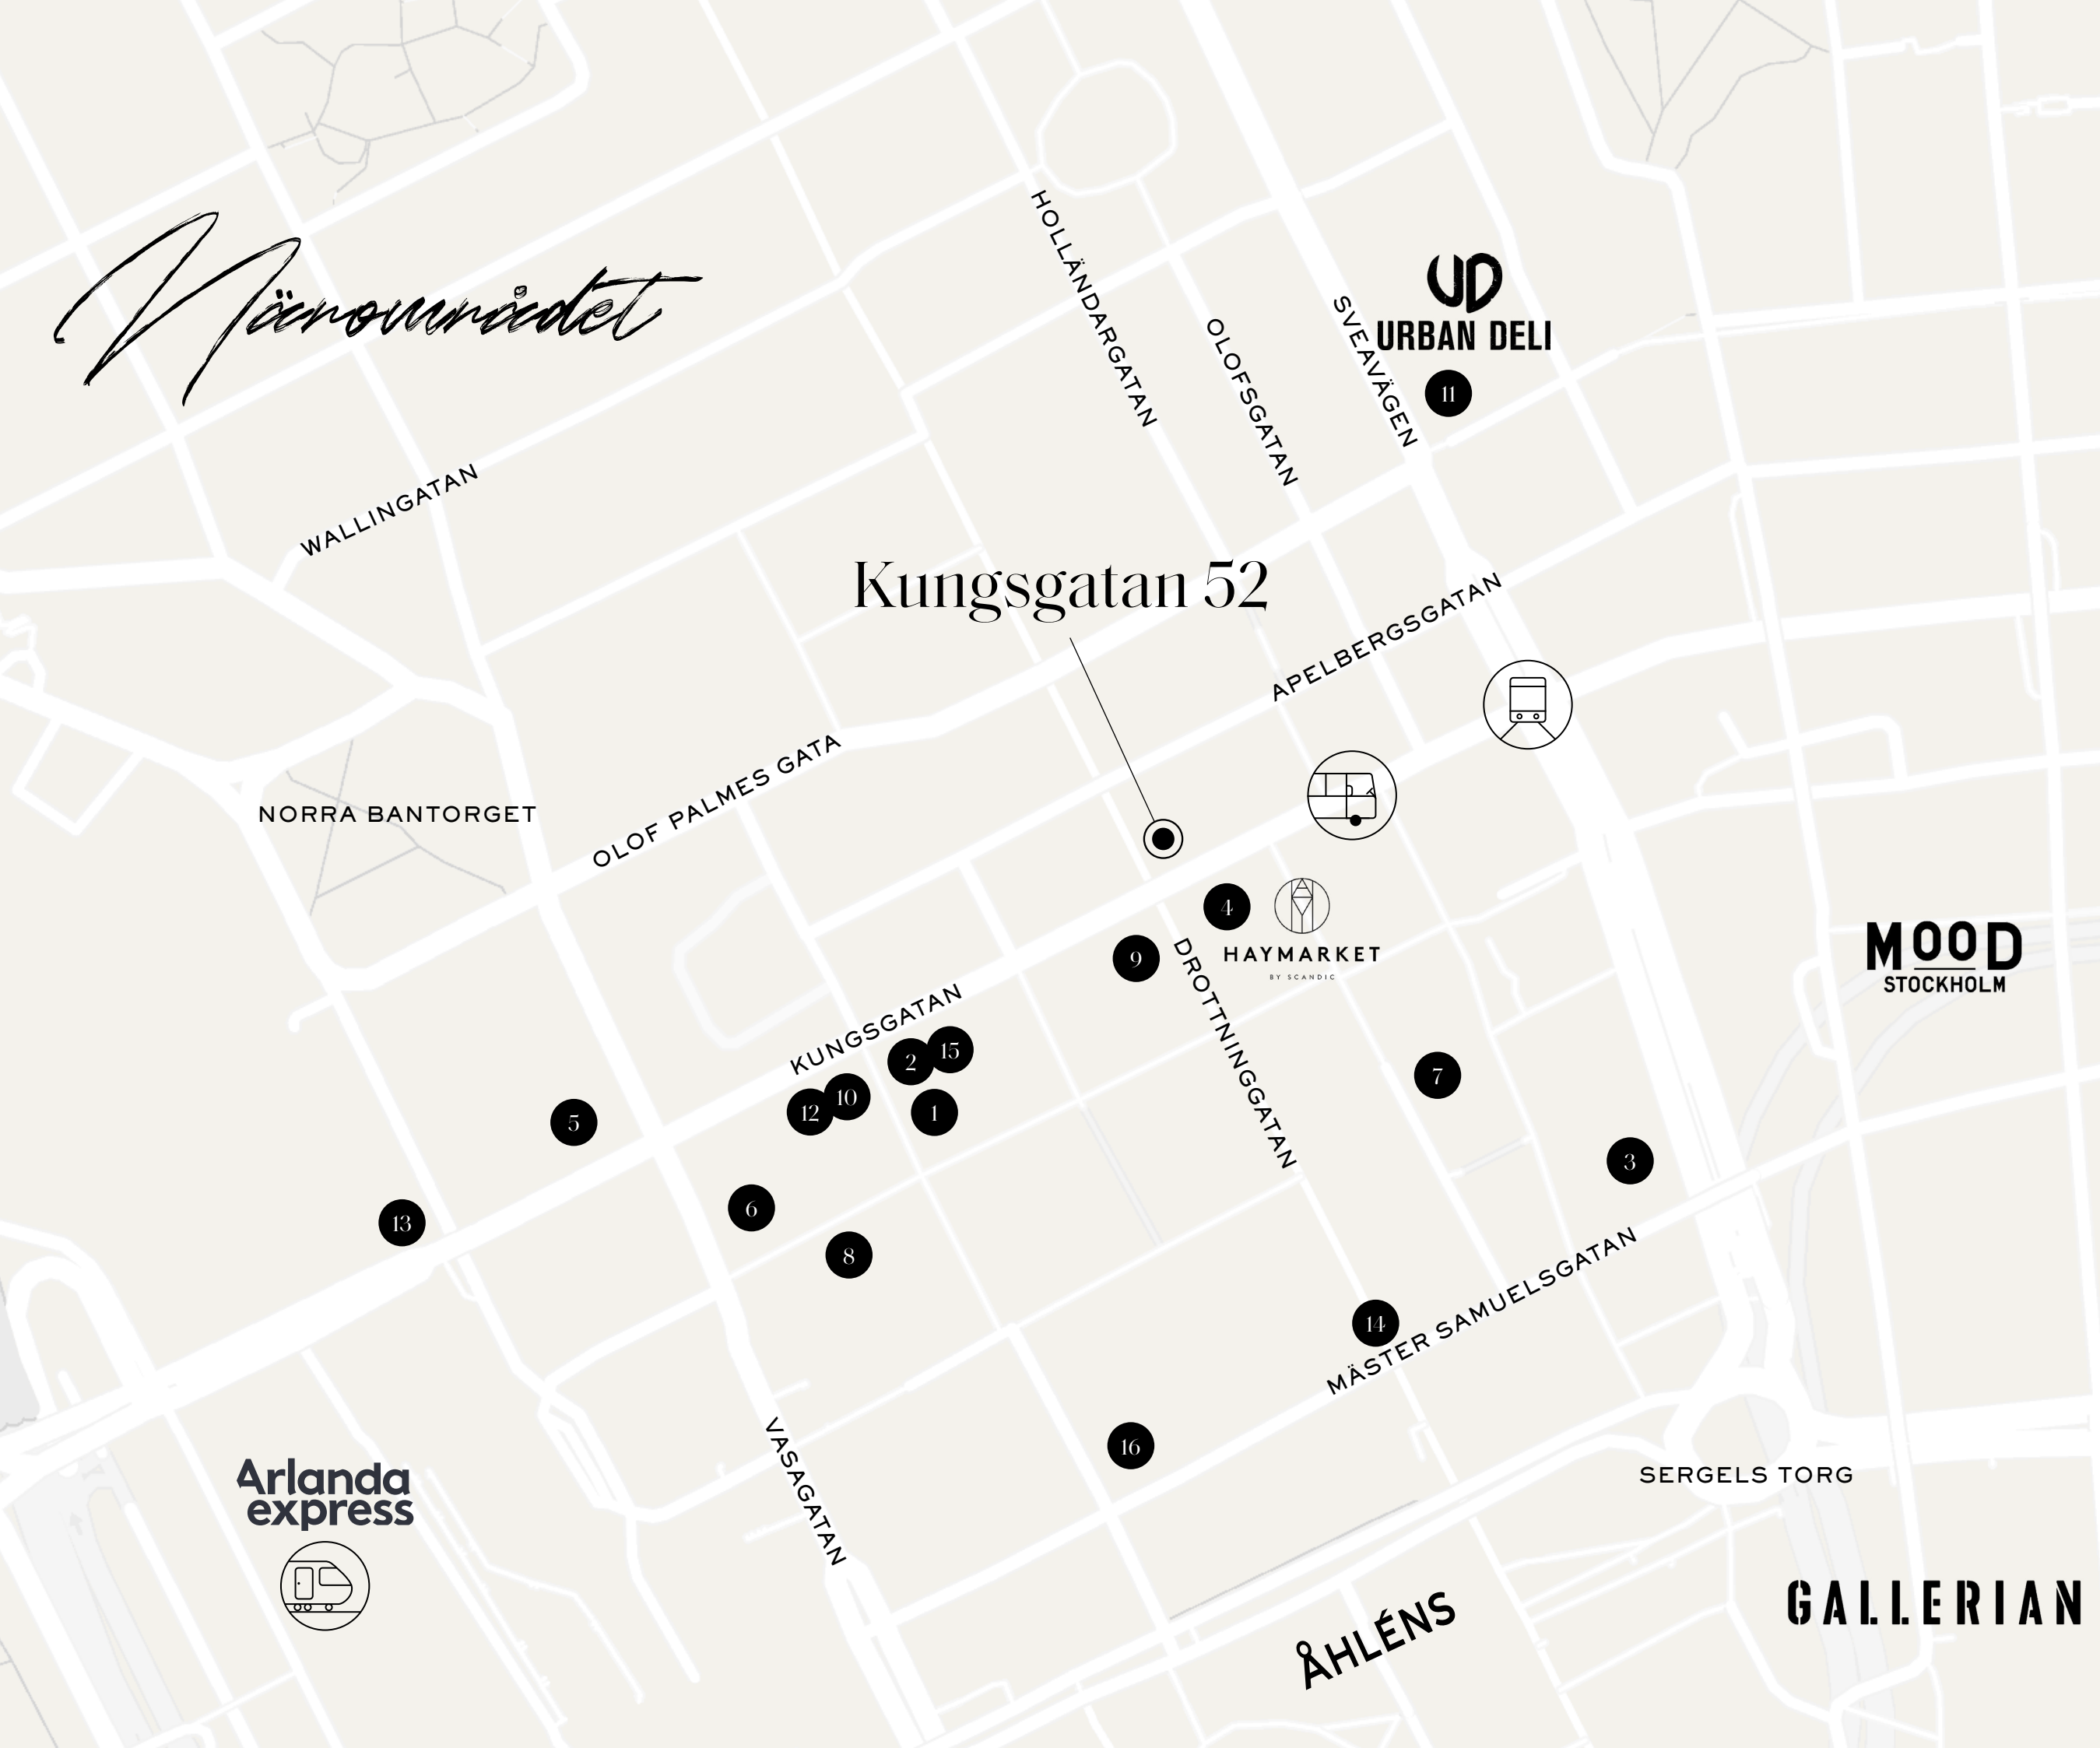 Närområdet
HOLLÄNDARGATAN
OLOFSGATAN
SVEAVÄGEN
UD
URBAN DELI
11
WALLINGATAN
Kungsgatan 52
APELBERGSGATAN
NORRA BANTORGET
OLOF PALMES GATA
4
HAYMARKET
BY SCANDIC
9
DROTTNINGGATAN
MOOD
STOCKHOLM
KUNGSGATAN
2
15
12
10
1
5
7
3
6
13
8
14
MÄSTER SAMUELSGATAN
16
VASAGATAN
Arlanda
express
SERGELS TORG
ÅHLÉNS
GALLERIAN